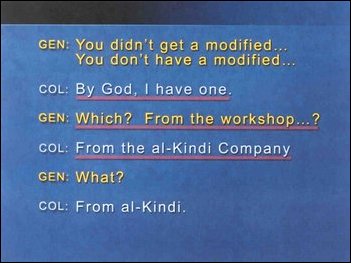 GEN: You didn't get a modified...
You don't have a modified...
COL: By God, I have one.
GEN: Which? From the workshop...?
COL: From the al-Kindi Company
GEN: What?
COL: From al-Kindi.